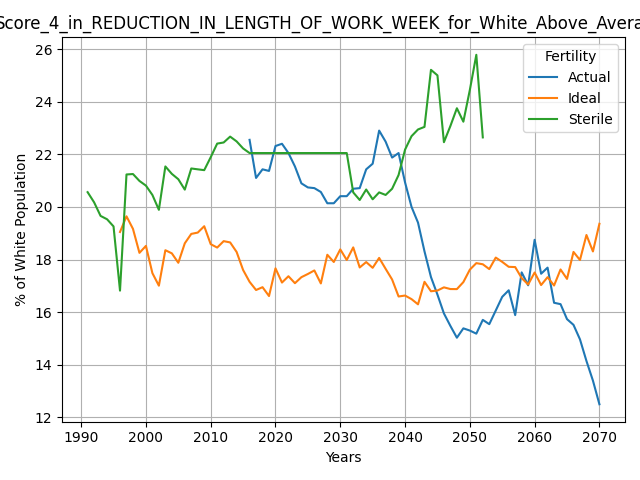 Score_4_in_REDUCTION_IN_LENGTH_OF_WORK_WEEK_for_White_Above_Avera
Fertility
Actual
Ideal
Sterile
% of White Population
26
24
22
20
18
16
14
12
1990 2000 2010 2020 2030 2040 2050 2060 2070
Years